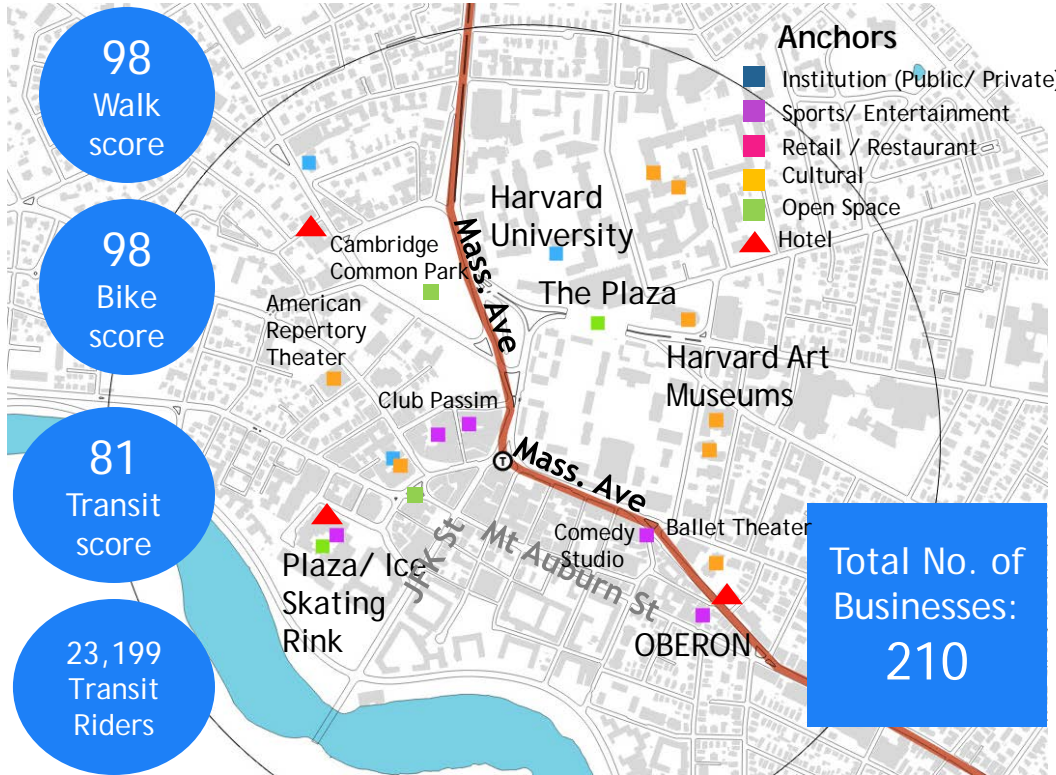 98
Walk
score
98
Bike
score
81
Transit
score
23,199
Transit
Riders
Anchors
Institution (Public/ Private)
Sports/ Entertainment
Retail / Restaurant
Cultural
Open Space
Hotel
Harvard
University
Cambridge
Common Park
Mass. Ave
The Plaza
American
Repertory
Theater
Harvard Art
Museums
Club Passim
T
Mass. Ave
Comedy
Studio
Ballet Theater
JFK St
Mt Auburn St
Plaza/ Ice
Skating
Rink
OBERON
Total No. of
Businesses:
210